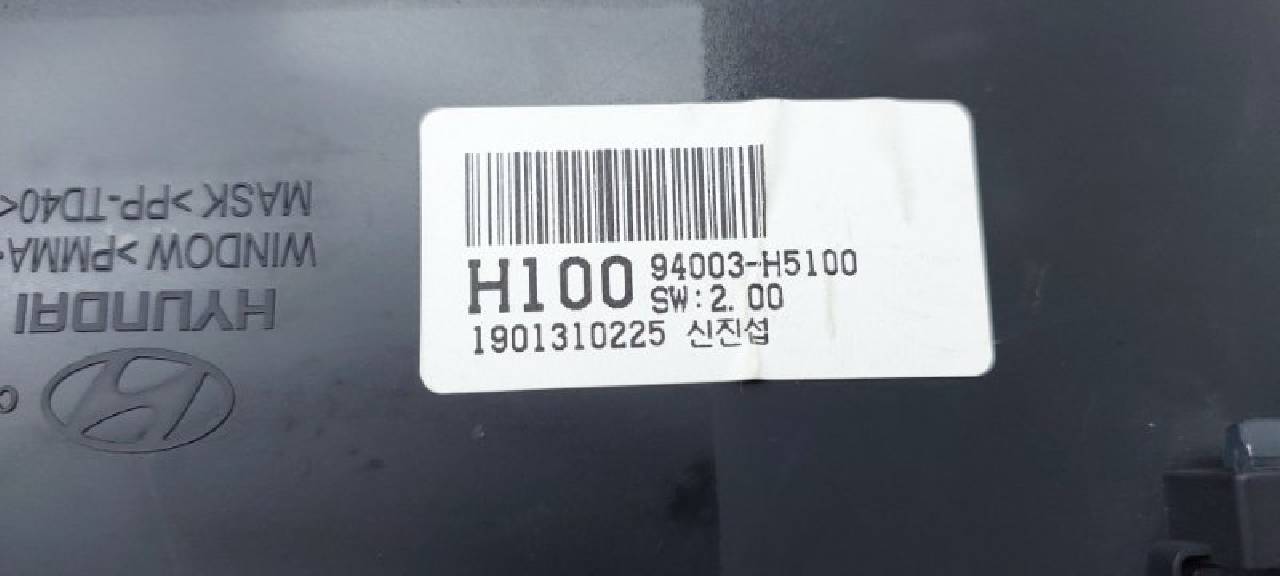 H100 94003-H5100
SW:2.00
1901310225 신진섭
HYUNDAI
WINDOW >PMMA
MASK >PP-TD40<